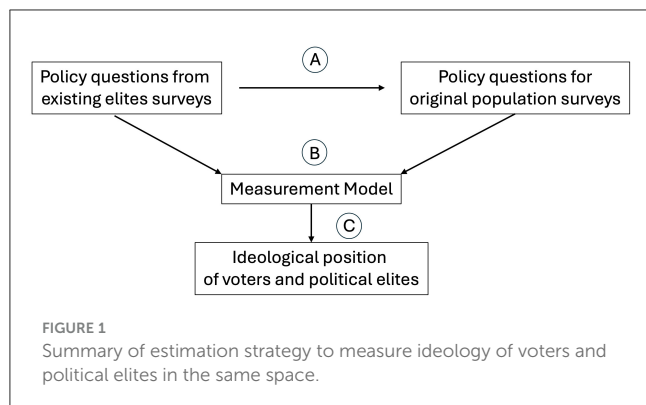 A
Policy questions from
existing elites surveys
Policy questions for
original population surveys
B
Measurement Model
C
Ideological position
of voters and political elites
FIGURE 1
Summary of estimation strategy to measure ideology of voters and
political elites in the same space.